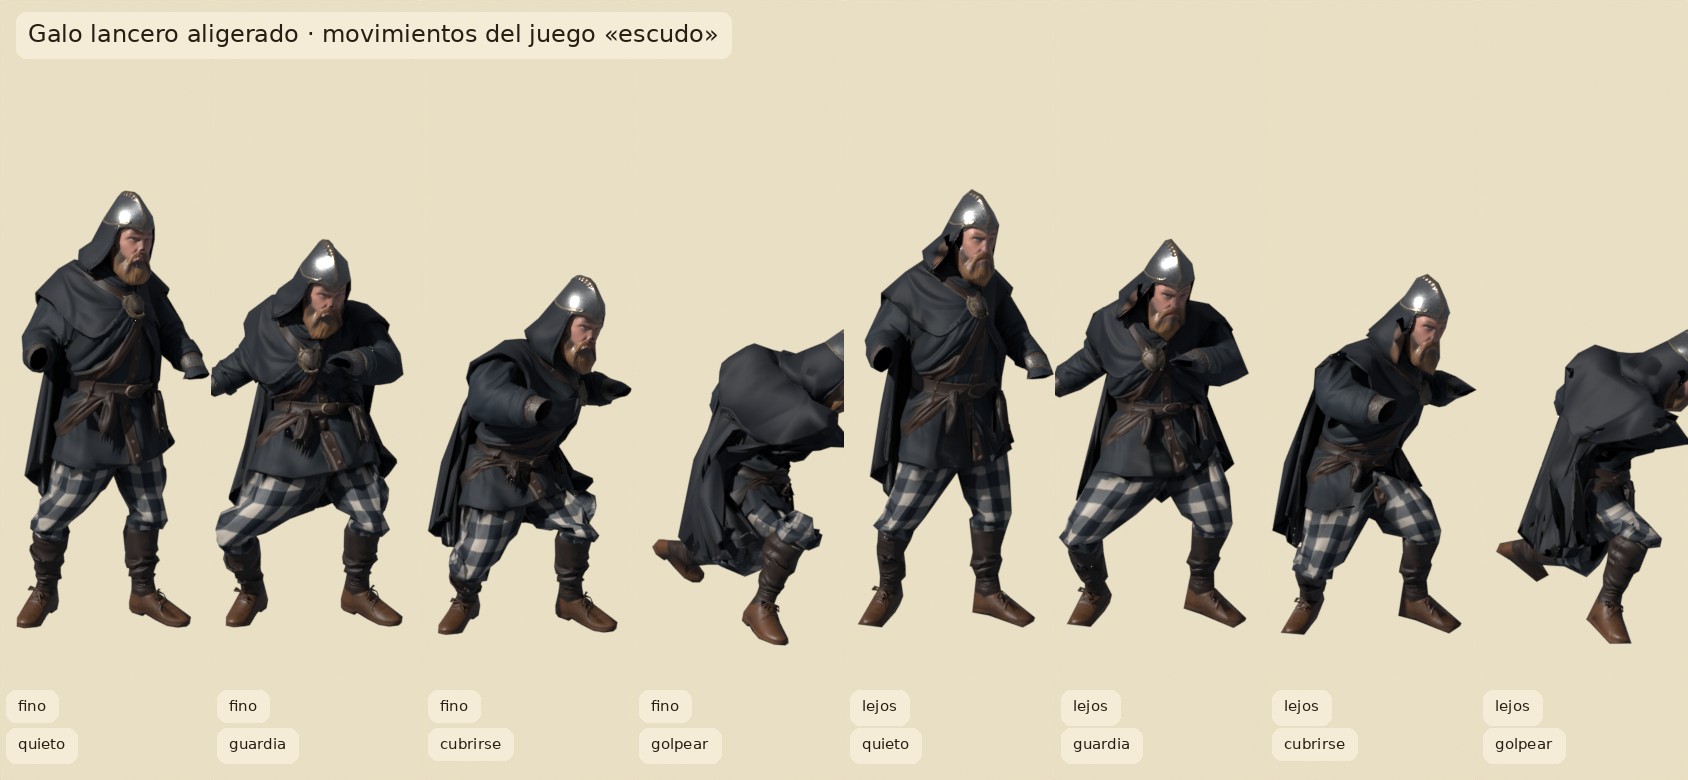 Galo lancero aligerado · movimientos del juego «escudo»
fino
quieto
fino
guardia
fino
cubrirse
fino
golpear
lejos
quieto
lejos
guardia
lejos
cubrirse
lejos
golpear